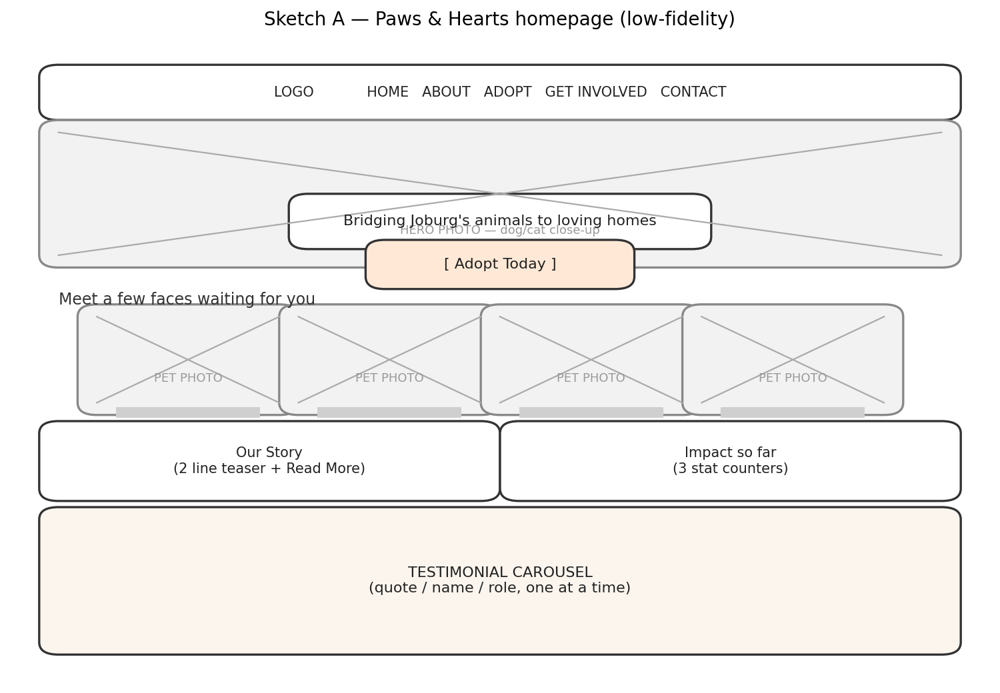 Sketch A — Paws & Hearts homepage (low-fidelity)
LOGO HOME ABOUT ADOPT GET INVOLVED CONTACT
Bridging Joburg's animals to loving homes
HERO PHOTO — dog/cat close-up
[ Adopt Today ]
Meet a few faces waiting for you
PET PHOTO PET PHOTO PET PHOTO PET PHOTO
Our Story
(2 line teaser + Read More)
Impact so far
(3 stat counters)
TESTIMONIAL CAROUSEL
(quote / name / role, one at a time)